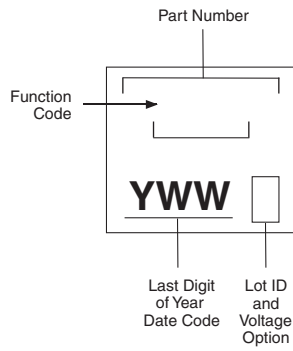 Part Number
Function
Code
YWW
Last Digit
of Year
Date Code
Lot ID
and
Voltage
Option